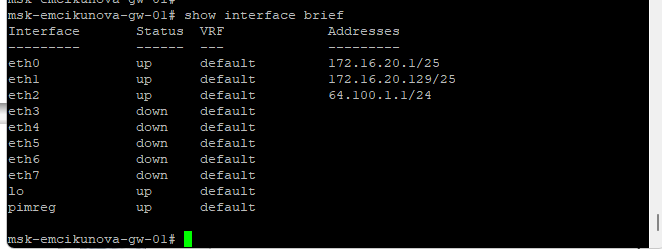 msk-emcikunova-gw-01#
msk-emcikunova-gw-01# show interface brief
Interface       Status  VRF             Addresses
---------       ------  ---             ---------
eth0            up      default         172.16.20.1/25
eth1            up      default         172.16.20.129/25
eth2            up      default         64.100.1.1/24
eth3            down    default
eth4            down    default
eth5            down    default
eth6            down    default
eth7            down    default
lo              up      default
pimreg          up      default
msk-emcikunova-gw-01#